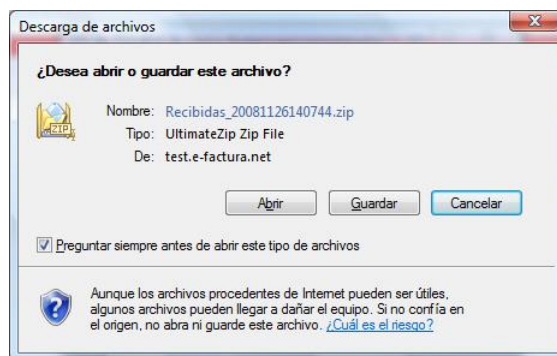 Descarga de archivos
¿Desea abrir o guardar este archivo?
Nombre: Recibidas_20081126140744.zip
Tipo: UltimateZip Zip File
De: test.e-factura.net
ZIP
Abrir Guardar Cancelar
Preguntar siempre antes de abrir este tipo de archivos
Aunque los archivos procedentes de Internet pueden ser útiles,
algunos archivos pueden llegar a dañar el equipo. Si no confía en
el origen, no abra ni guarde este archivo. ¿Cuál es el riesgo?